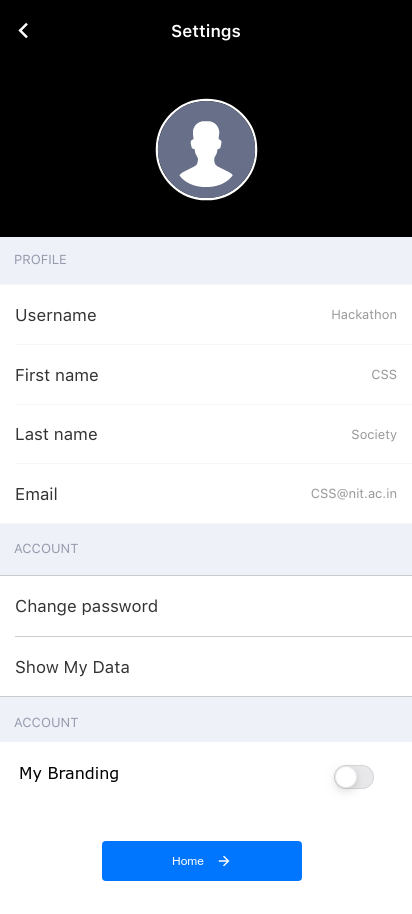 Settings
PROFILE
Username Hackathon
First name CSS
Last name Society
Email CSS@nit.ac.in
ACCOUNT
Change password
Show My Data
ACCOUNT
My Branding
Home